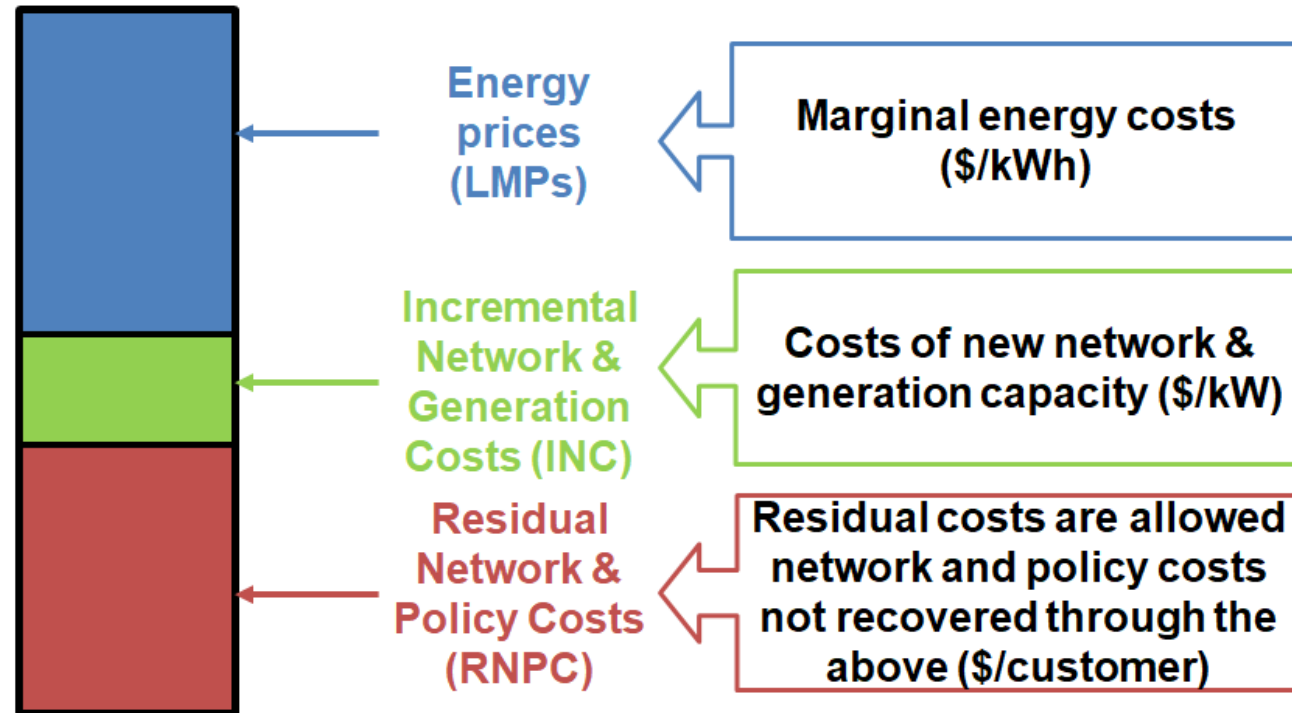 Energy
prices
(LMPs)
Marginal energy costs
($/kWh)
Incremental
Network &
Generation
Costs (INC)
Costs of new network &
generation capacity ($/kW)
Residual
Network &
Policy Costs
(RNPC)
Residual costs are allowed
network and policy costs
not recovered through the
above ($/customer)